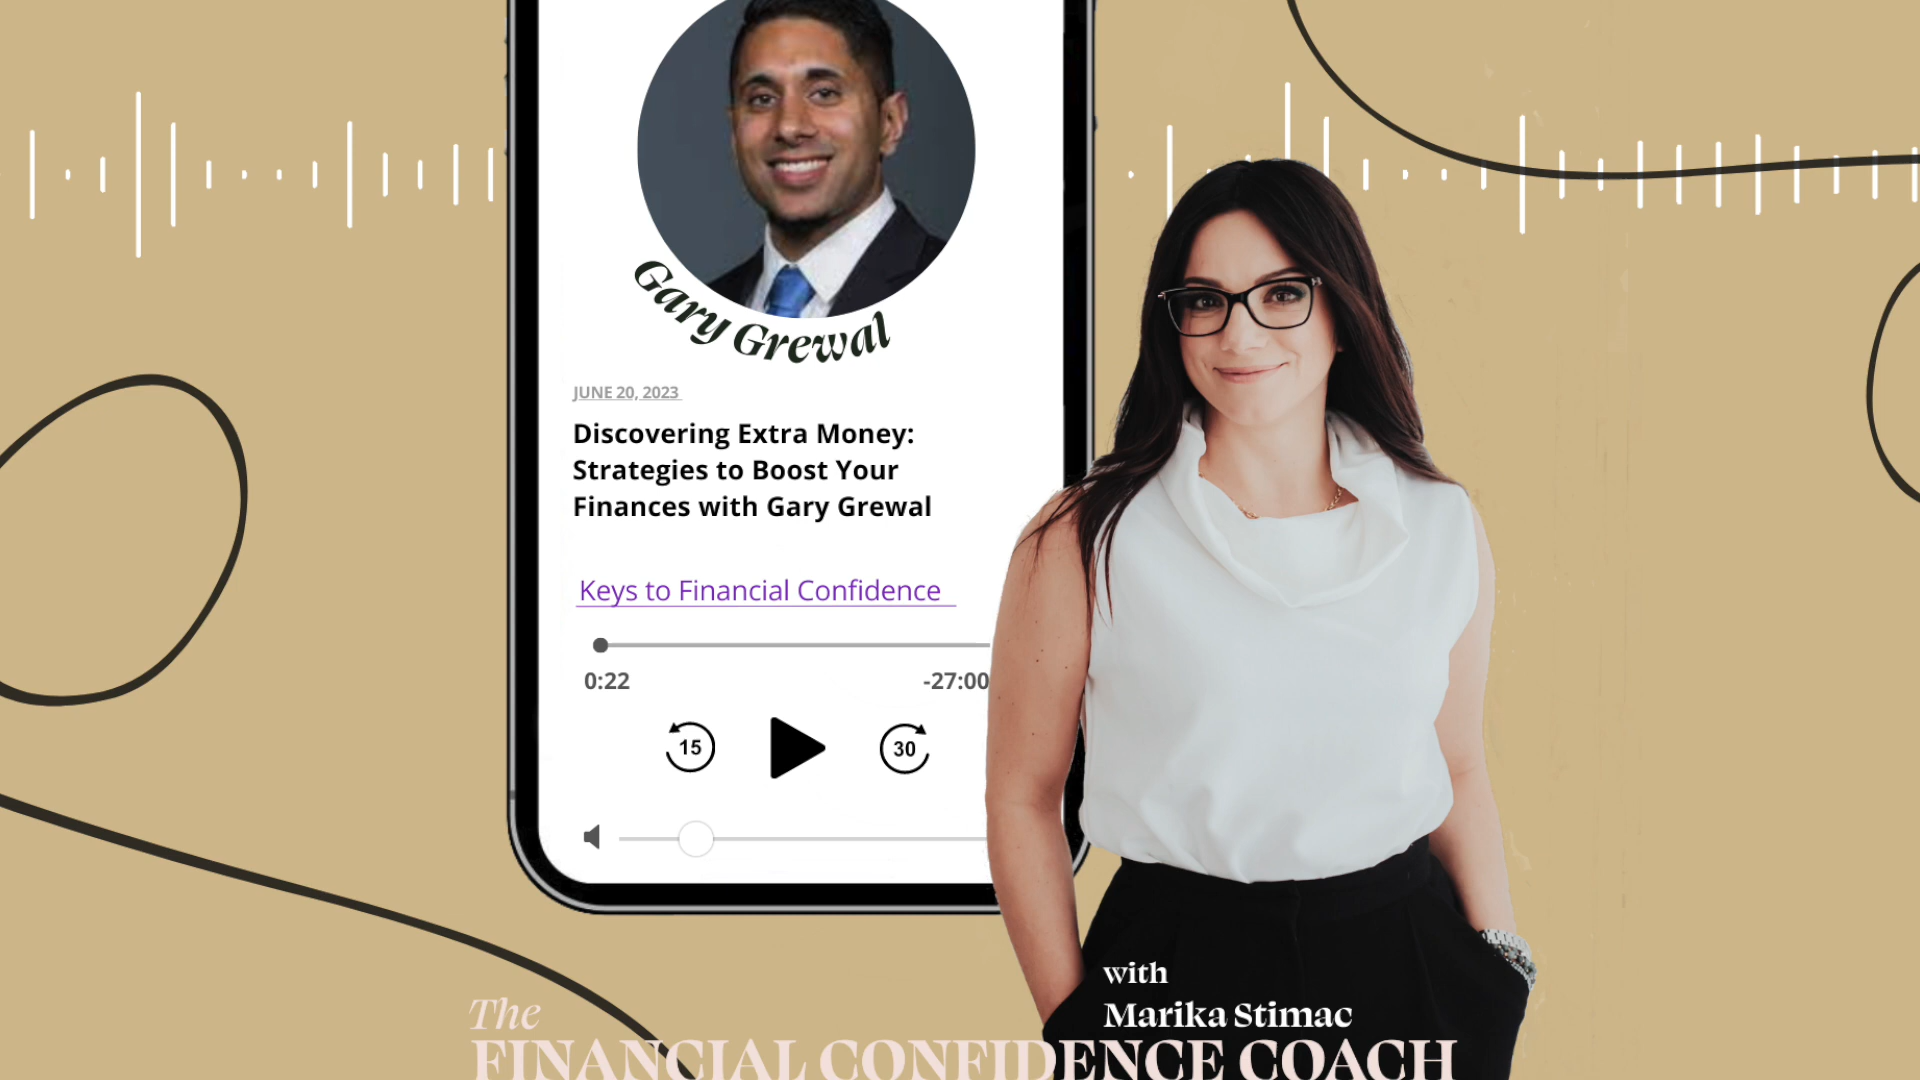 Gary Grewal
JUNE 20, 2023
Discovering Extra Money:
Strategies to Boost Your
Finances with Gary Grewal
Keys to Financial Confidence
0:22
-27:00
15
30
with
Marika Stimac
The
FINANCIAL CONFIDENCE COACH